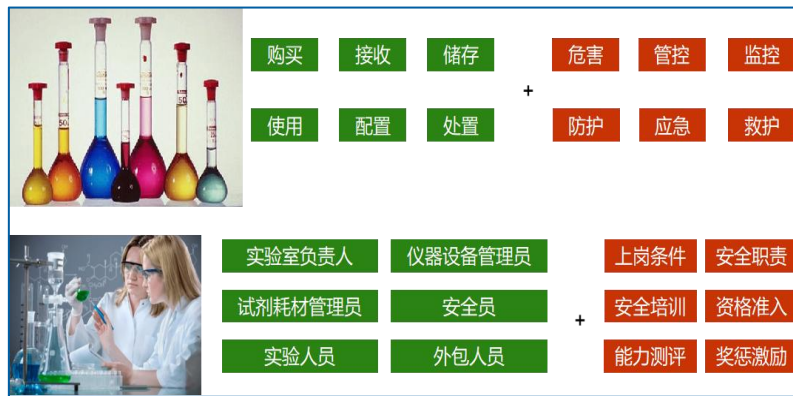 购买 接收 储存 危害 管控 监控
+
使用 配置 处置 防护 应急 救护
实验室负责人 仪器设备管理员 上岗条件 安全职责
试剂耗材管理员 安全员 安全培训 资格准入
+
实验人员 外包人员 能力测评 奖惩激励